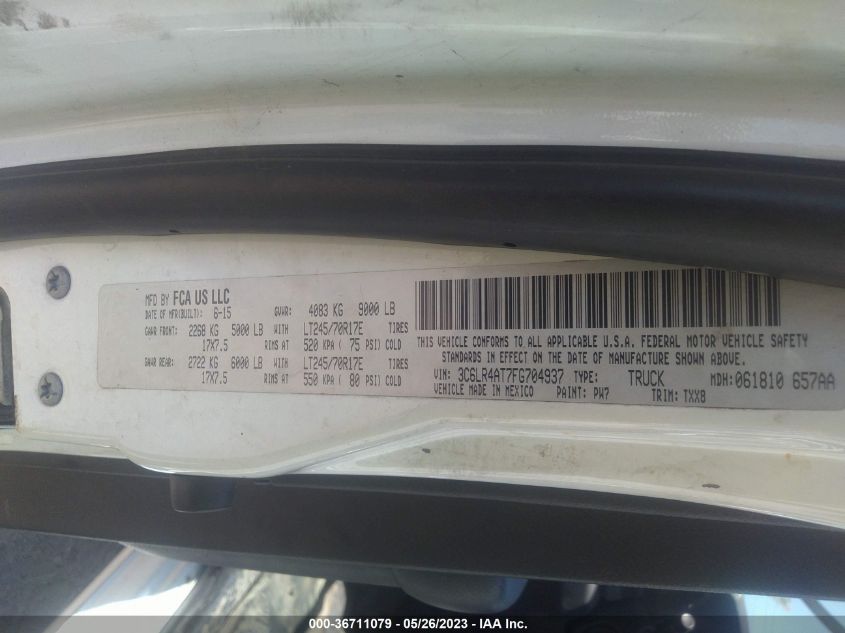 MFD BY FCA US LLC
DATE OF MFR(BUILT): 6-15 GVWR: 4083 KG 9000 LB
GAWR FRONT: 2268 KG 5000 LB WITH LT245/70R17E TIRES
17X7.5 RIMS AT 520 KPA ( 75 PSI) COLD
GAWR REAR: 2722 KG 6000 LB WITH LT245/70R17E TIRES
17X7.5 RIMS AT 550 KPA ( 80 PSI) COLD
THIS VEHICLE CONFORMS TO ALL APPLICABLE U.S.A. FEDERAL MOTOR VEHICLE SAFETY
STANDARDS IN EFFECT ON THE DATE OF MANUFACTURE SHOWN ABOVE.
VIN: 3C6LR4AT7FG704937 TYPE: TRUCK MDH:061810 657AA
VEHICLE MADE IN MEXICO PAINT: PW7 TRIM: TXX8
000-36711079 - 05/26/2023 - IAA Inc.